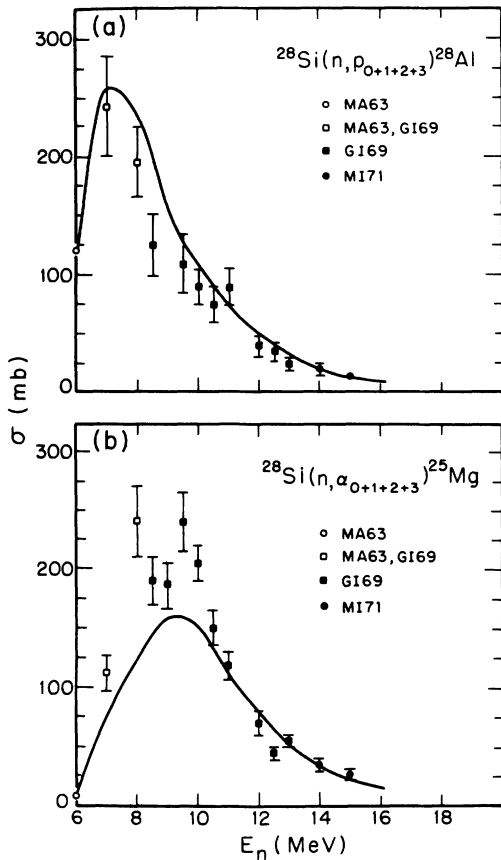 300
(a)
²⁸Si(n,p₀₊₁₊₂₊₃)²⁸Al
MA63
MA63, GI69
GI69
MI71
200
100
0
σ (mb)
(b)
300
²⁸Si(n,α₀₊₁₊₂₊₃)²⁵Mg
MA63
MA63, GI69
GI69
MI71
200
100
0
6 8 10 12 14 16 18
Eₙ (MeV)